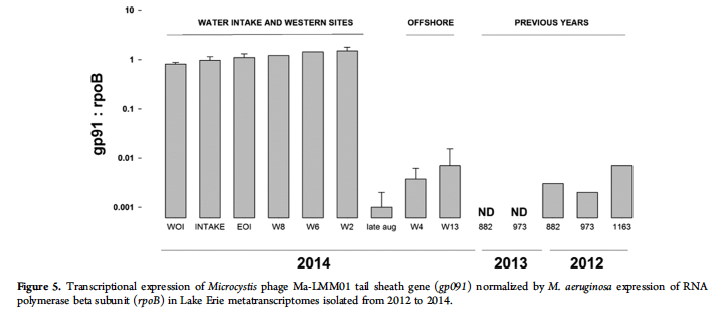 WATER INTAKE AND WESTERN SITES OFFSHORE PREVIOUS YEARS
10
1
0.1
0.01
0.001
gp91 : rpoB
ND ND
WOI INTAKE EOI W8 W6 W2 late aug W4 W13 882 973 882 973 1163
2014 2013 2012
Figure 5. Transcriptional expression of Microcystis phage Ma-LMM01 tail sheath gene (gp091) normalized by M. aeruginosa expression of RNA
polymerase beta subunit (rpoB) in Lake Erie metatranscriptomes isolated from 2012 to 2014.